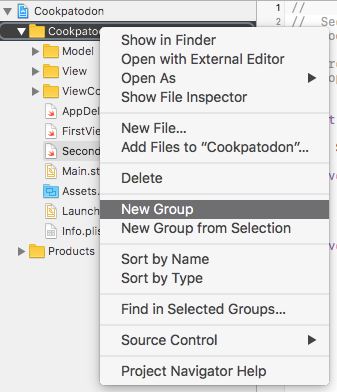 Cookpatodon
Cookpato
Model
View
ViewCo
AppDel
FirstVie
Second
Main.st
Assets.
Launch
Info.plis
Products
Show in Finder
Open with External Editor
Open As
Show File Inspector
New File...
Add Files to “Cookpatodon”...
Delete
New Group
New Group from Selection
Sort by Name
Sort by Type
Find in Selected Groups...
Source Control
Project Navigator Help
1 //
2 // Sec